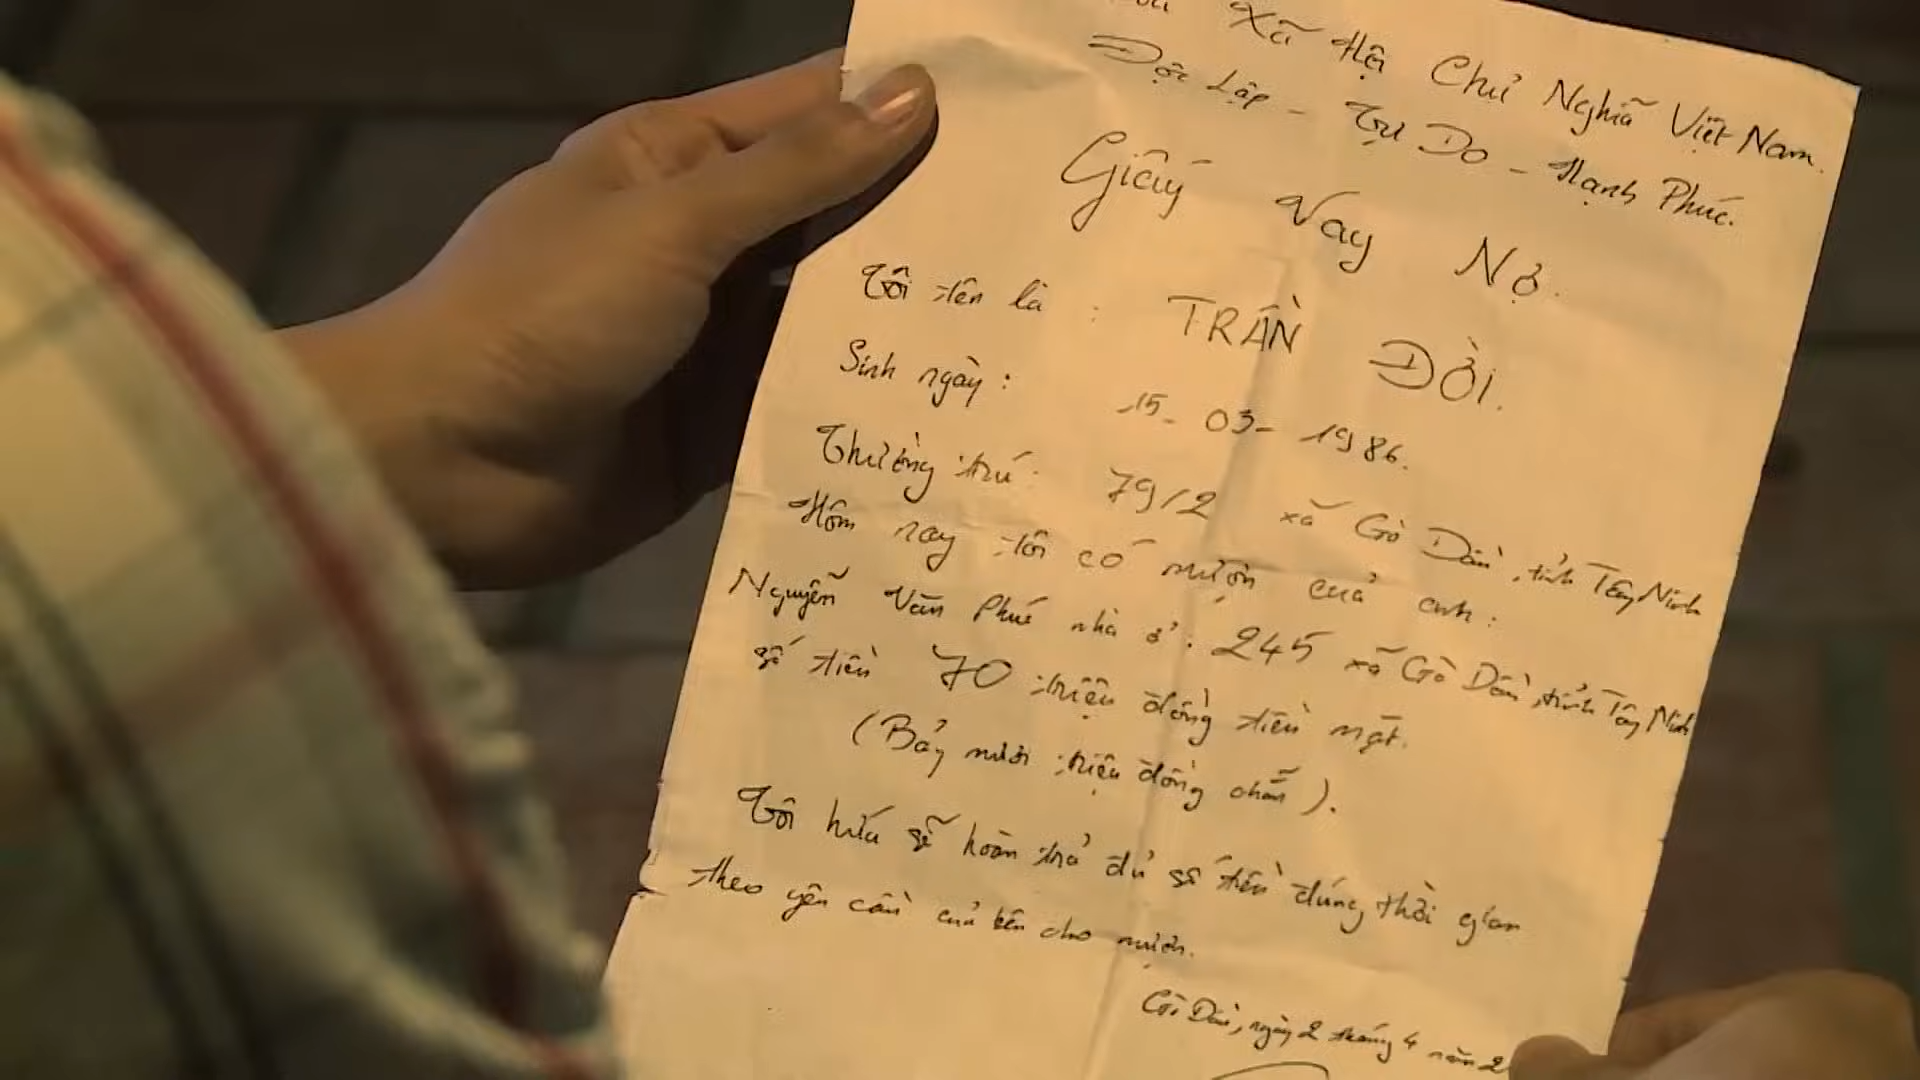 Xã Hội Chủ Nghĩa Việt Nam.
Độc Lập - Tự Do - Hạnh Phúc.
Giấy Vay Nợ.
Tôi tên là : TRẦN ĐỜI.
Sinh ngày : 15-03-1986.
Thường trú: 79/2 xã Gò Dầu, tỉnh Tây Ninh
Hôm nay tôi có mượn của anh :
Nguyễn Văn Phú nhà ở : 245 xã Gò Dầu, tỉnh Tây Ninh
số tiền 70 triệu đồng tiền mặt.
(Bảy mươi triệu đồng chẵn).
Tôi hứa sẽ hoàn trả đủ số tiền đúng thời gian
theo yêu cầu của bên cho mượn.
Gò Dầu, ngày 2 tháng 4 năm 2